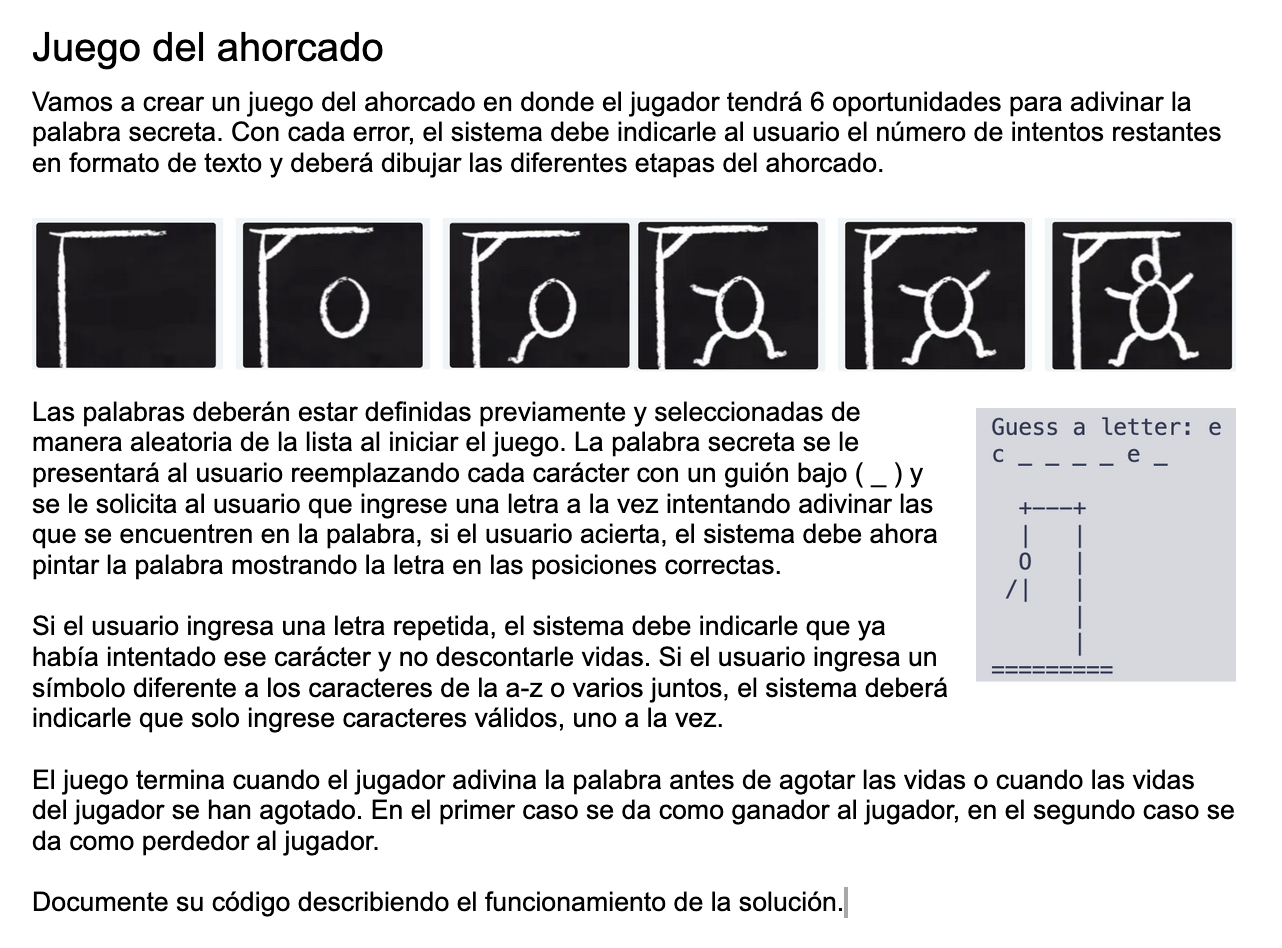 Juego del ahorcado
Vamos a crear un juego del ahorcado en donde el jugador tendrá 6 oportunidades para adivinar la
palabra secreta. Con cada error, el sistema debe indicarle al usuario el número de intentos restantes
en formato de texto y deberá dibujar las diferentes etapas del ahorcado.
Las palabras deberán estar definidas previamente y seleccionadas de
manera aleatoria de la lista al iniciar el juego. La palabra secreta se le
presentará al usuario reemplazando cada carácter con un guión bajo ( _ ) y
se le solicita al usuario que ingrese una letra a la vez intentando adivinar las
que se encuentren en la palabra, si el usuario acierta, el sistema debe ahora
pintar la palabra mostrando la letra en las posiciones correctas.
Guess a letter: e
c _ _ _ _ e _
  +---+
  |   |
  O   |
 /|   |
      |
      |
=========
Si el usuario ingresa una letra repetida, el sistema debe indicarle que ya
había intentado ese carácter y no descontarle vidas. Si el usuario ingresa un
símbolo diferente a los caracteres de la a-z o varios juntos, el sistema deberá
indicarle que solo ingrese caracteres válidos, uno a la vez.
El juego termina cuando el jugador adivina la palabra antes de agotar las vidas o cuando las vidas
del jugador se han agotado. En el primer caso se da como ganador al jugador, en el segundo caso se
da como perdedor al jugador.
Documente su código describiendo el funcionamiento de la solución.